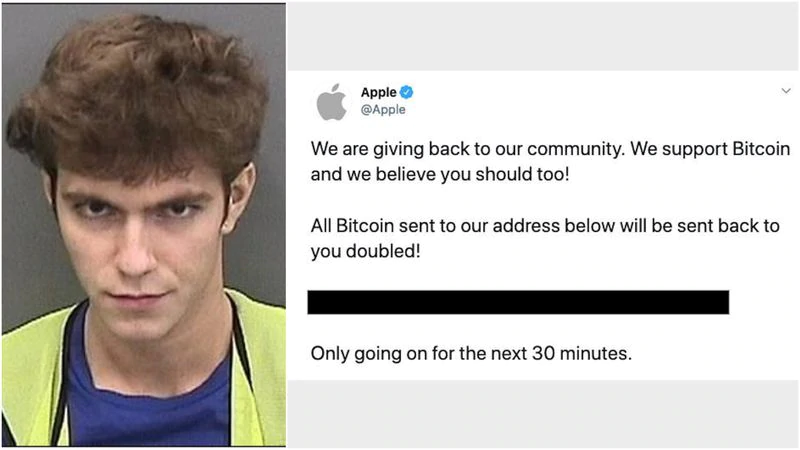 Apple
@Apple
We are giving back to our community. We support Bitcoin
and we believe you should too!
All Bitcoin sent to our address below will be sent back to
you doubled!
Only going on for the next 30 minutes.